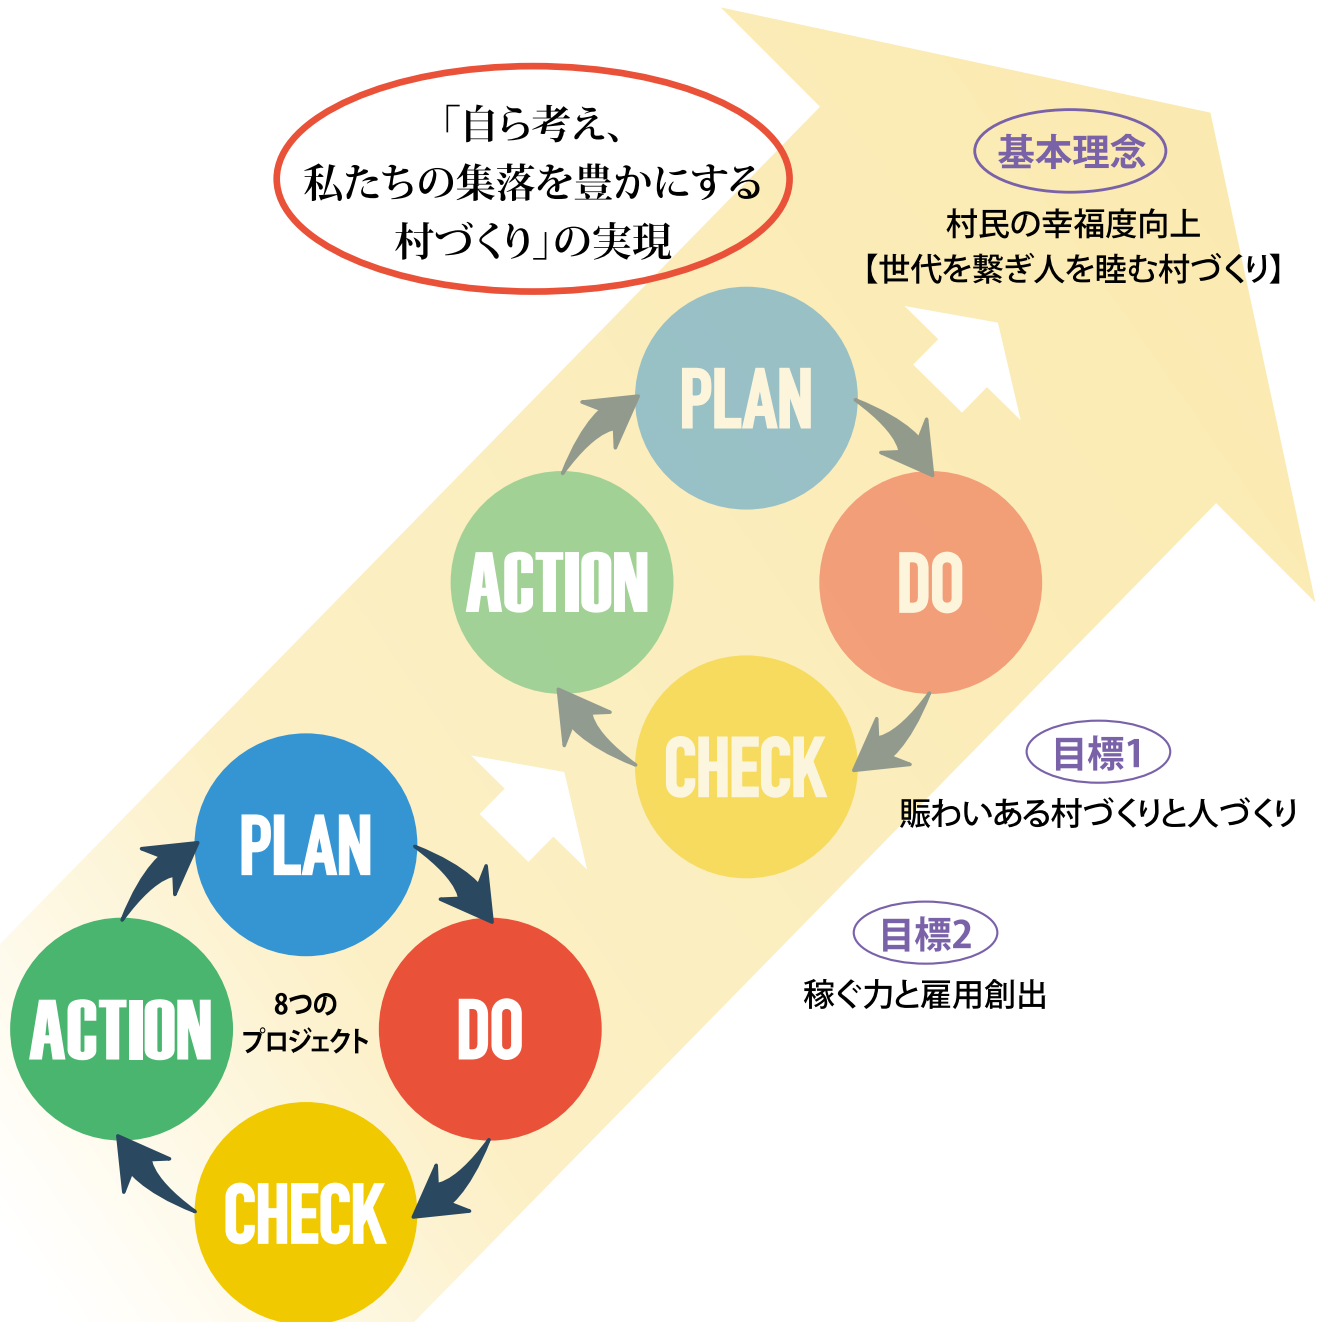 「自ら考え、
私たちの集落を豊かにする
村づくり」の実現
基本理念
村民の幸福度向上
【世代を繋ぎ人を睦む村づくり】
PLAN
DO
CHECK
ACTION
目標1
賑わいある村づくりと人づくり
目標2
稼ぐ力と雇用創出
PLAN
DO
CHECK
ACTION
8つの
プロジェクト